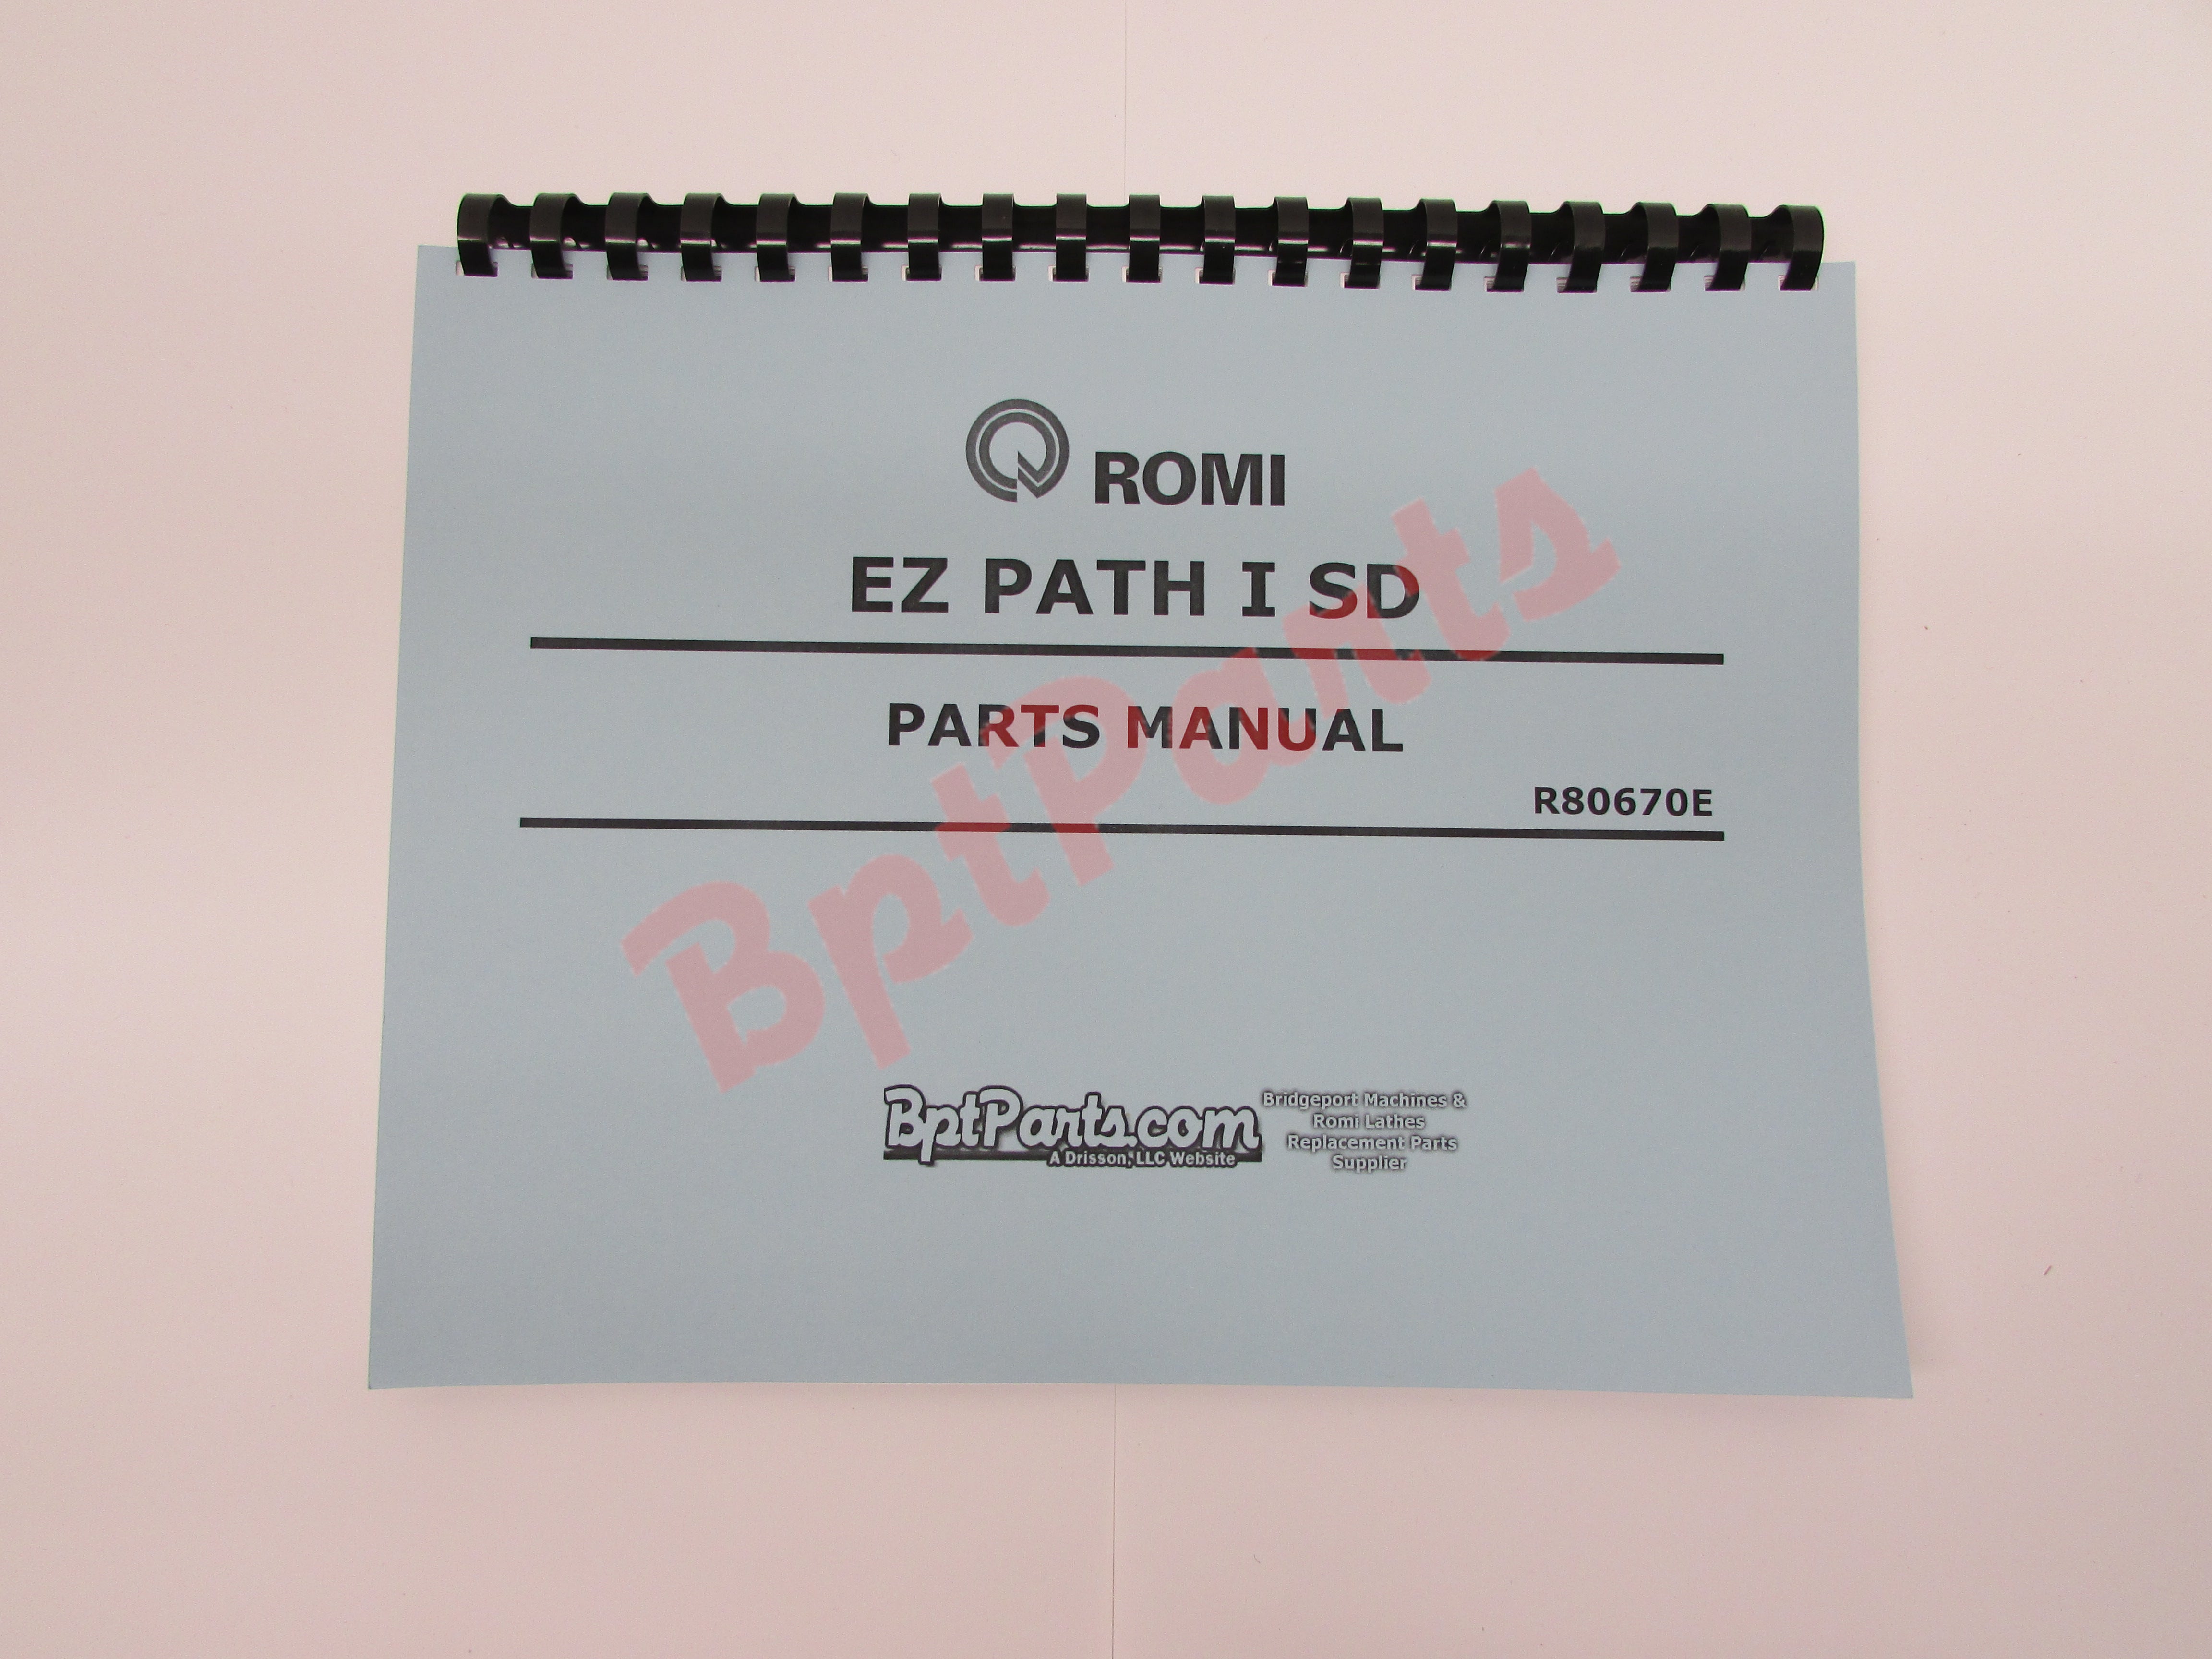 ROMI
EZ PATH I SD
PARTS MANUAL
R80670E
BptParts
BptParts.com
A Drisson, LLC Website
Bridgeport Machines &
Romi Lathes
Replacement Parts
Supplier